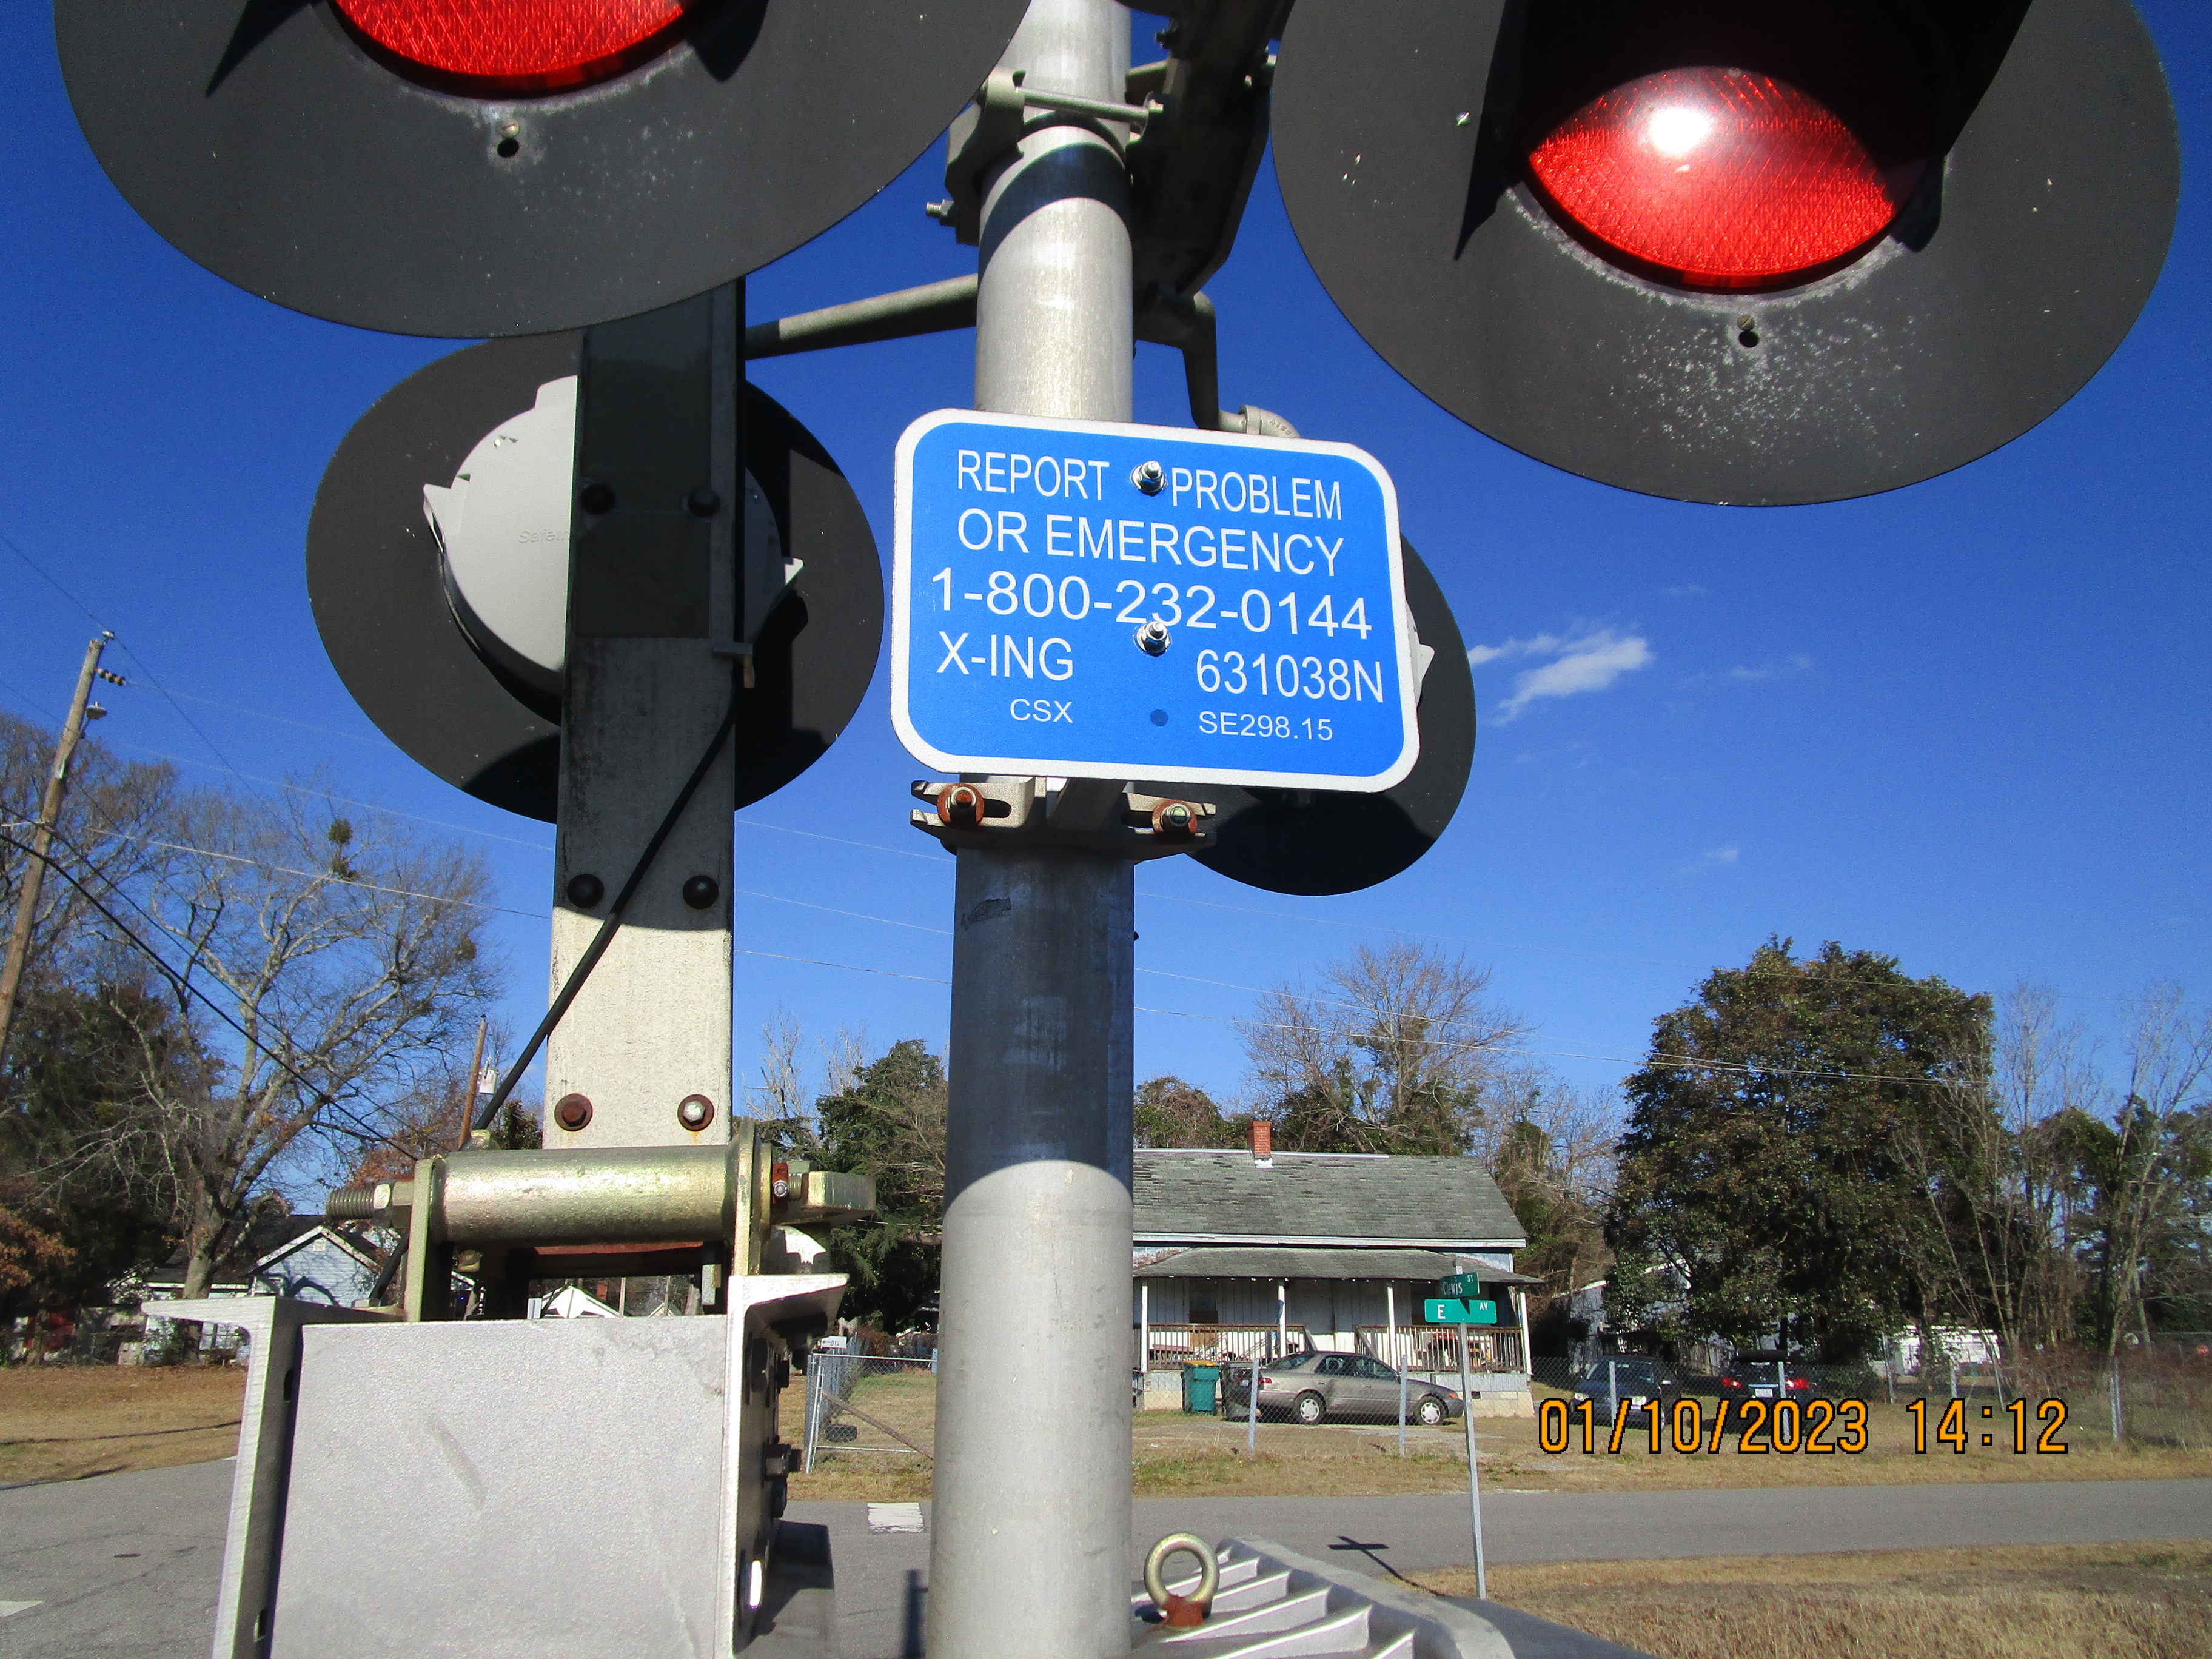 REPORT PROBLEM
OR EMERGENCY
1-800-232-0144
X-ING 631038N
CSX SE298.15
ST
E AV
01/10/2023 14:12